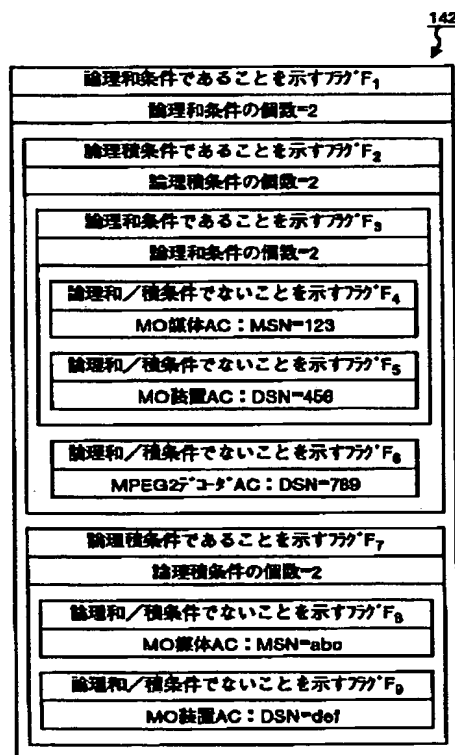 142
論理和条件であることを示すﾌﾗｸﾞF1
論理和条件の個数=2
論理積条件であることを示すﾌﾗｸﾞF2
論理積条件の個数=2
論理和条件であることを示すﾌﾗｸﾞF3
論理和条件の個数=2
論理和／積条件でないことを示すﾌﾗｸﾞF4
MO媒体AC：MSN=123
論理和／積条件でないことを示すﾌﾗｸﾞF5
MO装置AC：DSN=456
論理和／積条件でないことを示すﾌﾗｸﾞF6
MPEG2ﾃﾞｺｰﾀﾞAC：DSN=789
論理積条件であることを示すﾌﾗｸﾞF7
論理積条件の個数=2
論理和／積条件でないことを示すﾌﾗｸﾞF8
MO媒体AC：MSN=abc
論理和／積条件でないことを示すﾌﾗｸﾞF9
MO装置AC：DSN=def